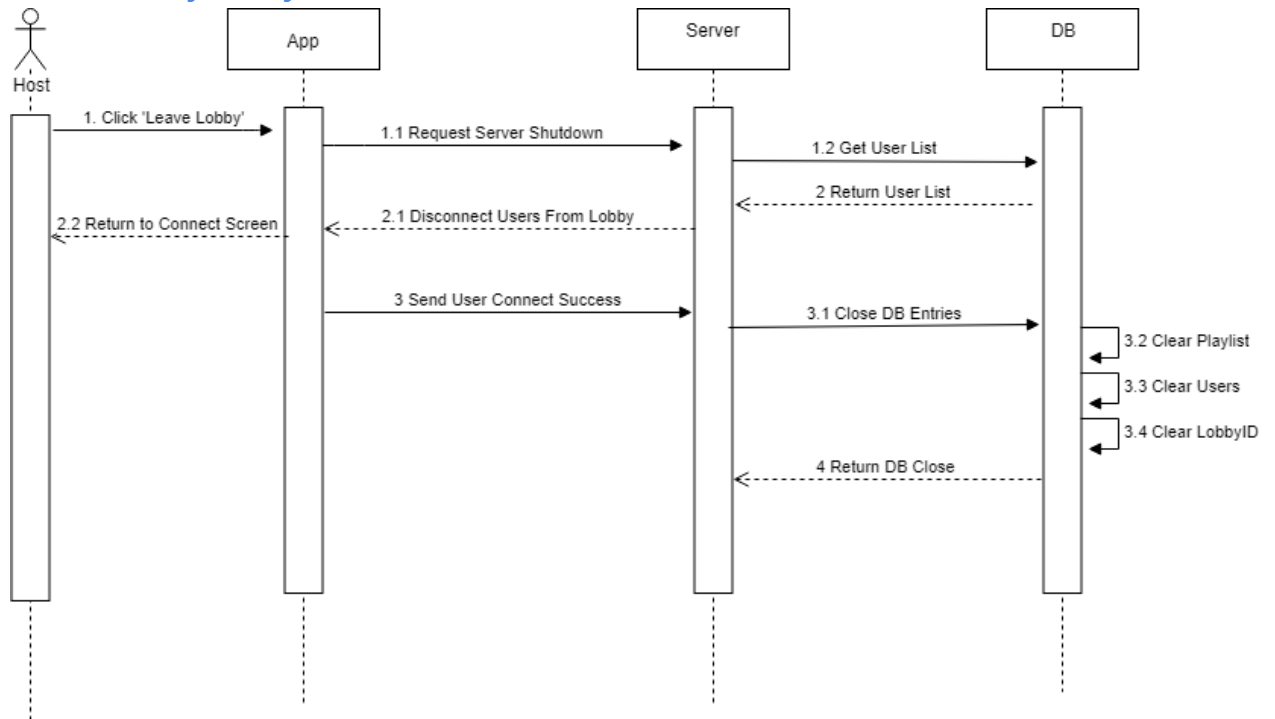 App
Server
DB
Host
1. Click 'Leave Lobby'
1.1 Request Server Shutdown
1.2 Get User List
2 Return User List
2.1 Disconnect Users From Lobby
2.2 Return to Connect Screen
3 Send User Connect Success
3.1 Close DB Entries
3.2 Clear Playlist
3.3 Clear Users
3.4 Clear LobbyID
4 Return DB Close